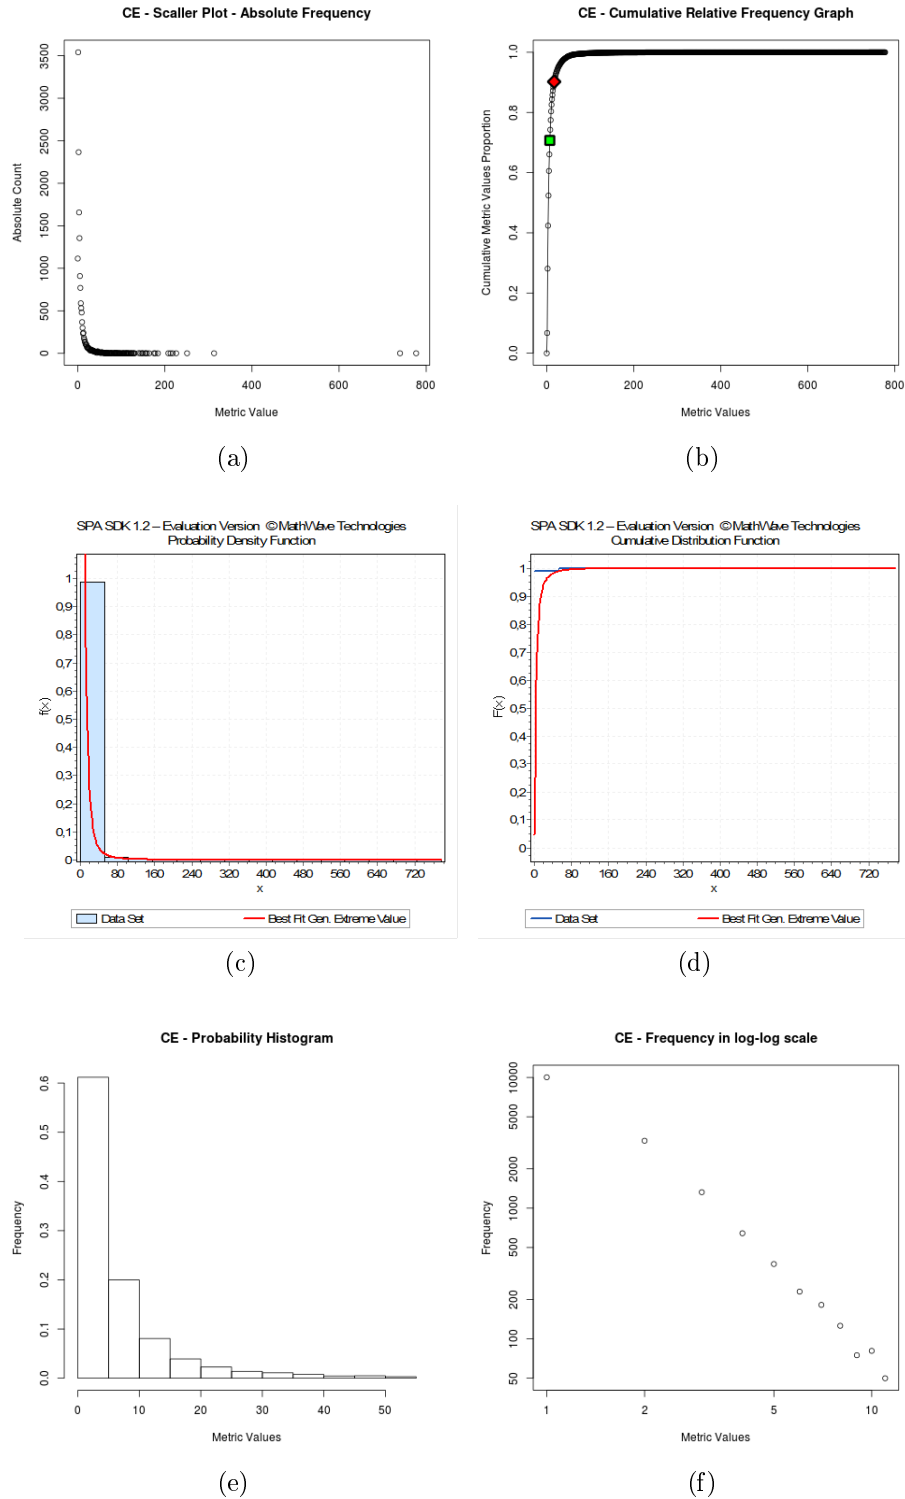 CE - Scaller Plot - Absolute Frequency
Absolute Count
0 500 1000 1500 2000 2500 3000 3500
0 200 400 600 800
Metric Value
(a)
CE - Cumulative Relative Frequency Graph
Cumulative Metric Values Proportion
0.0 0.2 0.4 0.6 0.8 1.0
0 200 400 600 800
Metric Values
(b)
SPA SDK 1.2 – Evaluation Version ©MathWave Technologies
Probability Density Function
f(x)
1
0,9
0,8
0,7
0,6
0,5
0,4
0,3
0,2
0,1
0
0 80 160 240 320 400 480 560 640 720
x
Data Set Best Fit Gen. Extreme Value
(c)
SPA SDK 1.2 – Evaluation Version ©MathWave Technologies
Cumulative Distribution Function
F(x)
1
0,9
0,8
0,7
0,6
0,5
0,4
0,3
0,2
0,1
0
0 80 160 240 320 400 480 560 640 720
x
Data Set Best Fit Gen. Extreme Value
(d)
CE - Probability Histogram
Frequency
0.0 0.1 0.2 0.3 0.4 0.5 0.6
0 10 20 30 40 50
Metric Values
(e)
CE - Frequency in log-log scale
Frequency
50 100 200 500 1000 2000 5000 10000
1 2 5 10
Metric Values
(f)